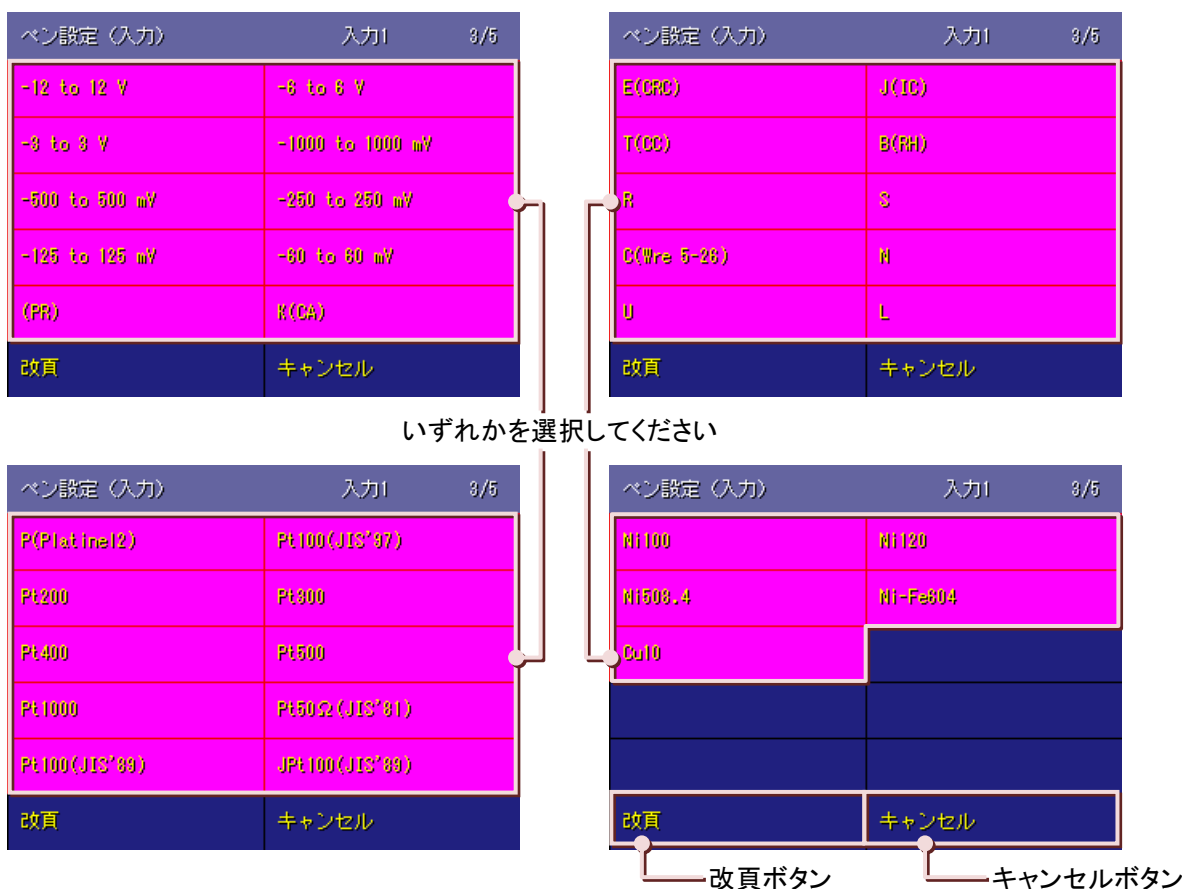 ペン設定（入力） 入力1 3/5
-12 to 12 V -6 to 6 V
-3 to 3 V -1000 to 1000 mV
-500 to 500 mV -250 to 250 mV
-125 to 125 mV -60 to 60 mV
(PR) K(CA)
改頁 キャンセル
ペン設定（入力） 入力1 3/5
E(CRC) J(IC)
T(CC) B(RH)
R S
C(Wre 5-26) N
U L
改頁 キャンセル
いずれかを選択してください
ペン設定（入力） 入力1 3/5
P(Platinel2) Pt100(JIS'97)
Pt200 Pt300
Pt400 Pt500
Pt1000 Pt50Ω(JIS'81)
Pt100(JIS'89) JPt100(JIS'89)
改頁 キャンセル
ペン設定（入力） 入力1 3/5
Ni100 Ni120
Ni508.4 Ni-Fe604
Cu10
改頁 キャンセル
改頁ボタン キャンセルボタン